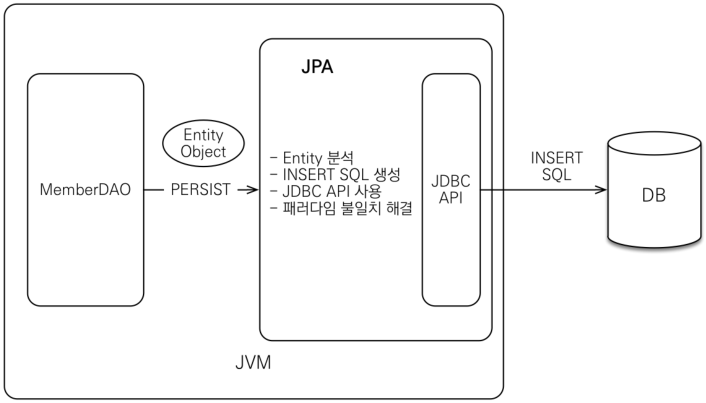 JPA
Entity
Object
MemberDAO
PERSIST
- Entity 분석
- INSERT SQL 생성
- JDBC API 사용
- 패러다임 불일치 해결
JDBC
API
INSERT
SQL
DB
JVM